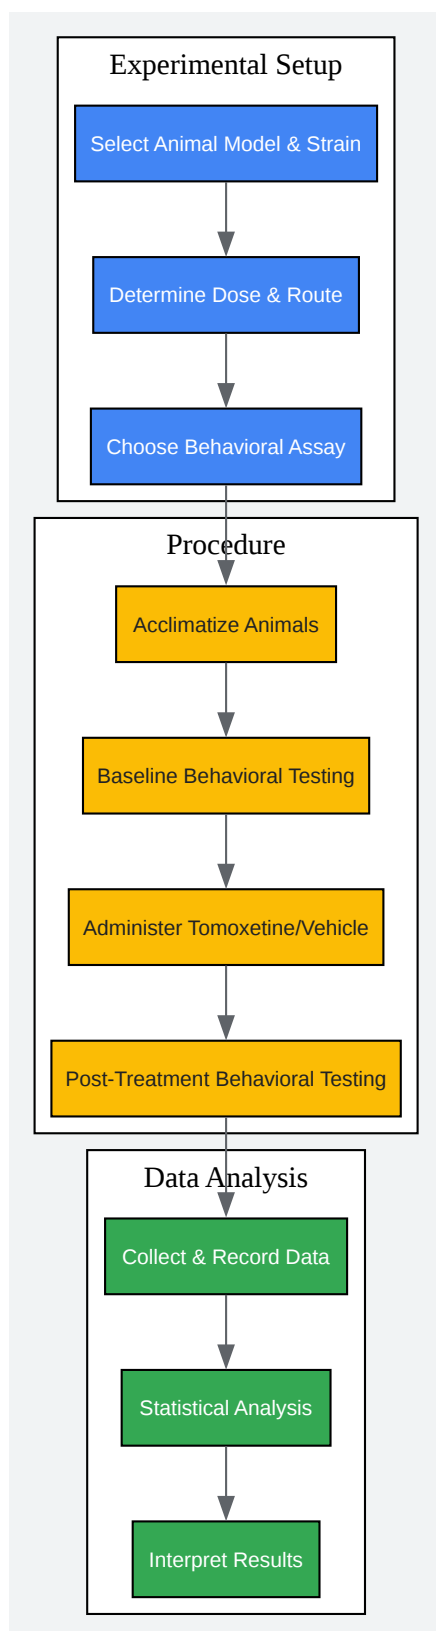 Experimental Setup
Select Animal Model & Strain
Determine Dose & Route
Choose Behavioral Assay
Procedure
Acclimatize Animals
Baseline Behavioral Testing
Administer Tomoxetine/Vehicle
Post-Treatment Behavioral Testing
Data Analysis
Collect & Record Data
Statistical Analysis
Interpret Results